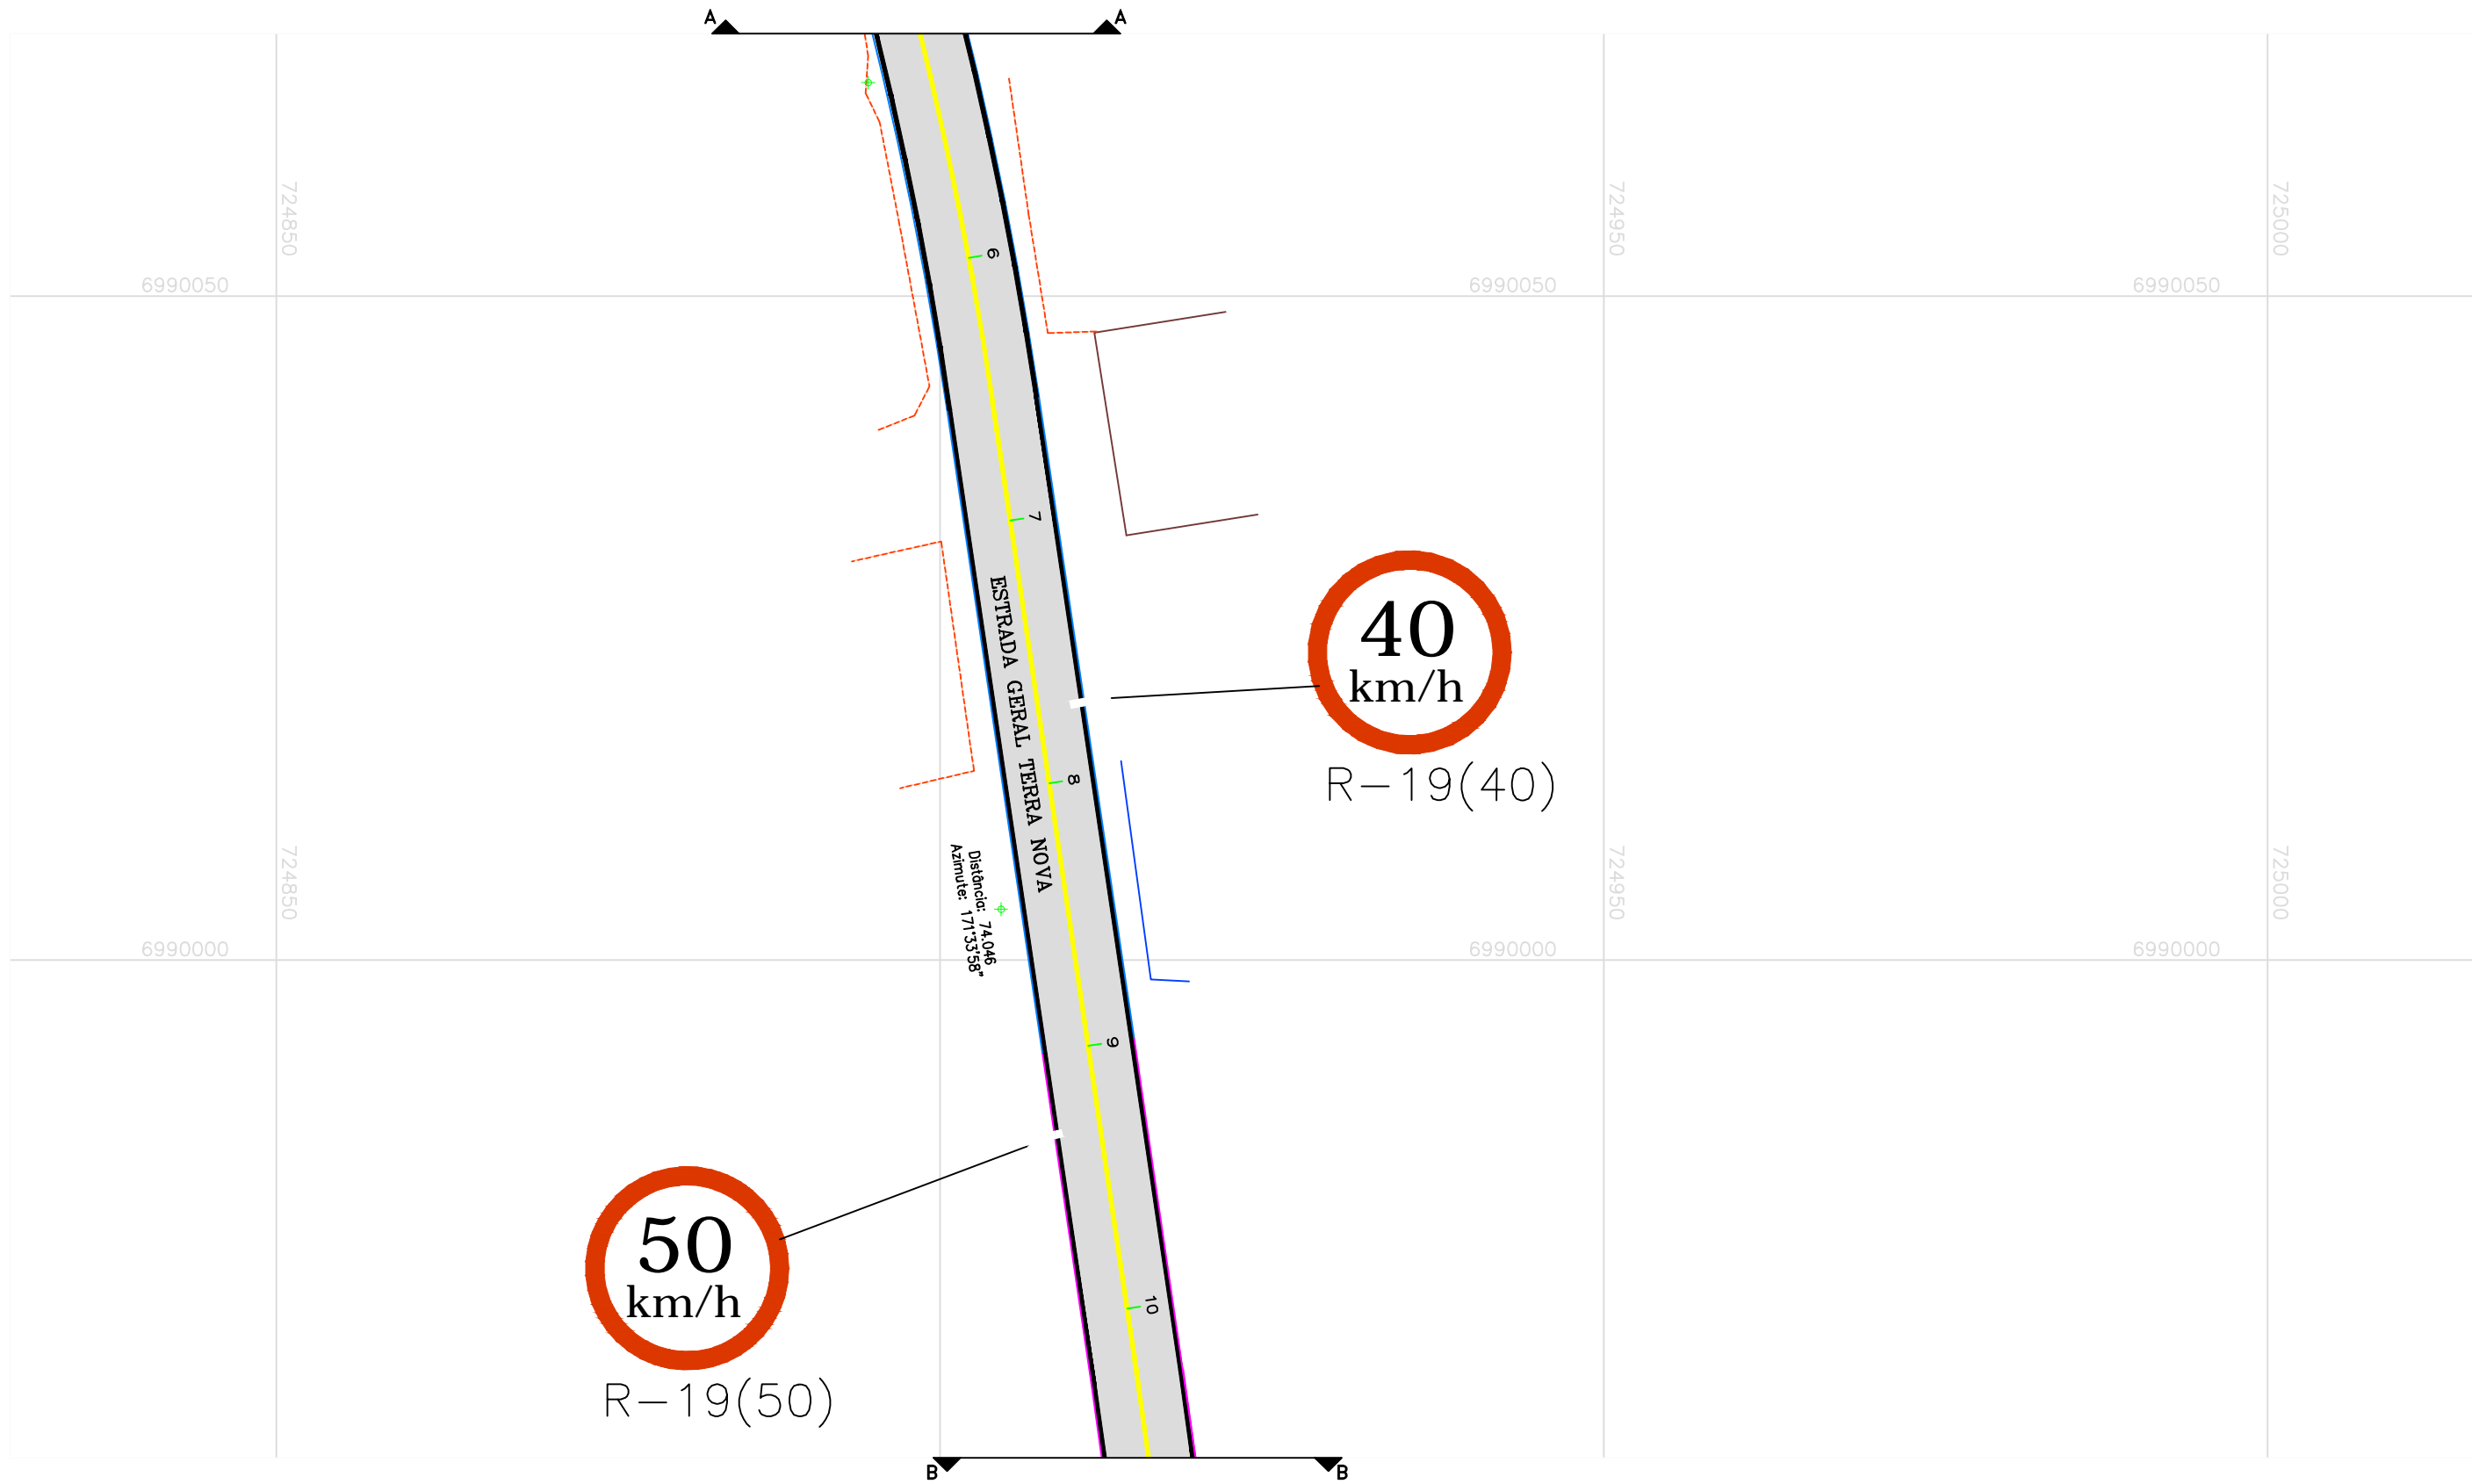 A
A
724850
724950
725000
6
6990050
6990050
6990050
7
40
km/h
R-19(40)
ESTRADA GERAL TERRA NOVA
8
Distância: 74.046
Azimute: 171°33'58"
724850
724950
725000
6990000
6990000
6990000
9
50
km/h
R-19(50)
10
B
B